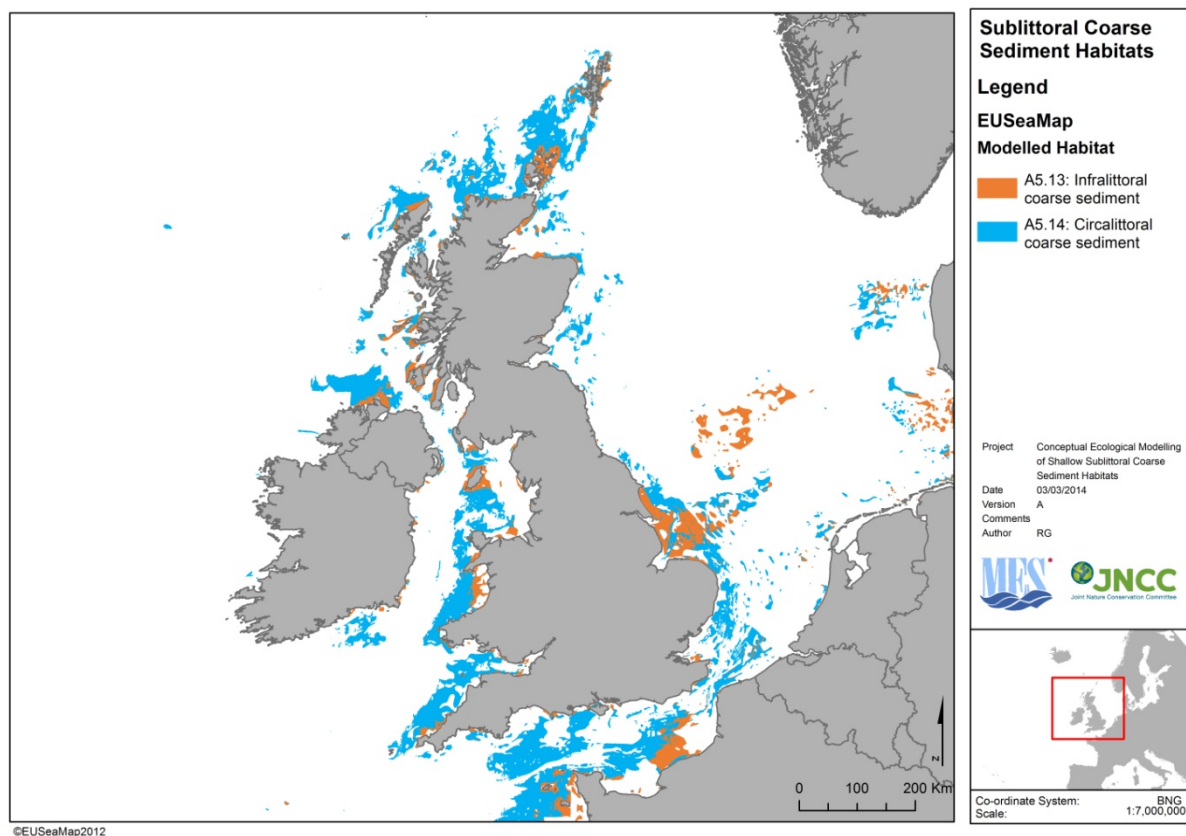 Sublittoral Coarse
Sediment Habitats
Legend
EUSeaMap
Modelled Habitat
A5.13: Infralittoral
coarse sediment
A5.14: Circalittoral
coarse sediment
Project Conceptual Ecological Modelling
of Shallow Sublittoral Coarse
Sediment Habitats
Date 03/03/2014
Version A
Comments
Author RG
MES
JNCC
Joint Nature Conservation Committee
N
0 100 200 Km
Co-ordinate System: BNG
Scale: 1:7,000,000
©EUSeaMap2012